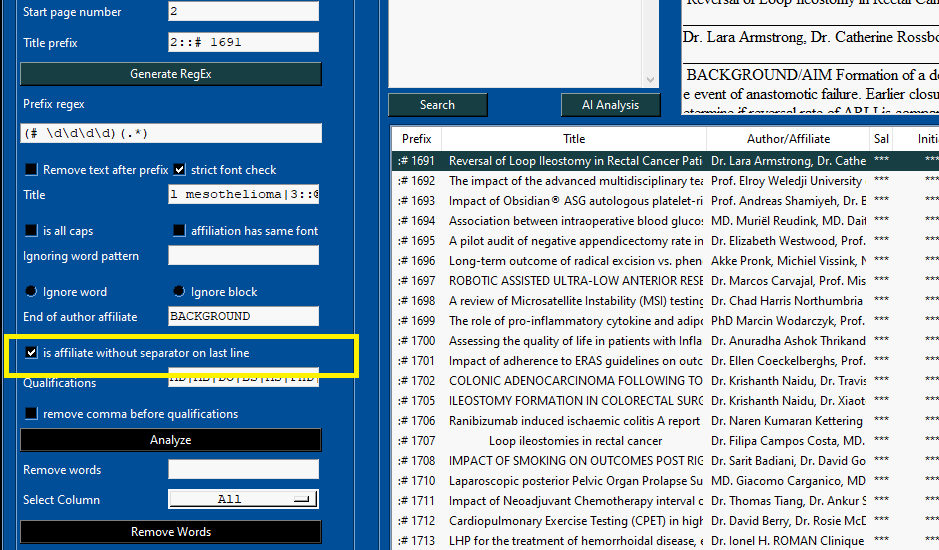 Start page number
2
Title prefix
2::# 1691
Generate RegEx
Prefix regex
(# \d\d\d\d)(.*)
Remove text after prefix
strict font check
Title
l mesothelioma|3::
is all caps
affiliation has same font
Ignoring word pattern
Ignore word
Ignore block
End of author affiliate
BACKGROUND
is affiliate without separator on last line
Qualifications
MD|MB|DO|BS|MS|PHD|
remove comma before qualifications
Analyze
Remove words
Select Column
All
Remove Words
Search
AI Analysis
Reversal of Loop Ileostomy in Rectal Can
Dr. Lara Armstrong, Dr. Catherine Rossbo
BACKGROUND/AIM Formation of a de
e event of anastomotic failure. Earlier closu
termine if reversal rate of ARLI is compara
Prefix Title Author/Affiliate Sal Initi
:# 1691 Reversal of Loop Ileostomy in Rectal Cancer Pati Dr. Lara Armstrong, Dr. Cathe *** ***
:# 1692 The impact of the advanced multidisciplinary tea Prof. Elroy Weledji University *** ***
:# 1693 Impact of Obsidian® ASG autologous platelet-ri Prof. Andreas Shamiyeh, Dr. B *** ***
:# 1694 Association between intraoperative blood glucos MD. Muriël Reudink, MD. Dait *** ***
:# 1695 A pilot audit of negative appendicectomy rate in Dr. Elizabeth Westwood, Prof. *** ***
:# 1696 Long-term outcome of radical excision vs. phen Akke Pronk, Michiel Vissink, N *** ***
:# 1697 ROBOTIC ASSISTED ULTRA-LOW ANTERIOR RESE Dr. Marcos Carvajal, Prof. Mis *** ***
:# 1698 A review of Microsatellite Instability (MSI) testing Dr. Chad Harris Northumbria *** ***
:# 1699 The role of pro-inflammatory cytokine and adipo PhD Marcin Wodarczyk, Prof. *** ***
:# 1700 Assessing the quality of life in patients with Infla Dr. Anuradha Ashok Thrikand *** ***
:# 1701 Impact of adherence to ERAS guidelines on outc Dr. Ellen Coeckelberghs, Prof. *** ***
:# 1702 COLONIC ADENOCARCINOMA FOLLOWING TO Dr. Krishanth Naidu, Dr. Travis *** ***
:# 1705 ILEOSTOMY FORMATION IN COLORECTAL SURG Dr. Krishanth Naidu, Dr. Xiaot *** ***
:# 1706 Ranibizumab induced ischaemic colitis A report Dr. Naren Kumaran Kettering *** ***
:# 1707 Loop ileostomies in rectal cancer Dr. Filipa Campos Costa, MD. *** ***
:# 1708 IMPACT OF SMOKING ON OUTCOMES POST RIG Dr. Sarit Badiani, Dr. David Go *** ***
:# 1710 Laparoscopic posterior Pelvic Organ Prolapse Su MD. Giacomo Carganico, MD. *** ***
:# 1711 Impact of Neoadjuvant Chemotherapy interval o Dr. Thomas Tiang, Dr. Ankur S *** ***
:# 1712 Cardiopulmonary Exercise Testing (CPET) in high Dr. David Berry, Dr. Rosie McD *** ***
:# 1713 LHP for the treatment of hemorrhoidal disease, e Dr. Ionel H. ROMAN Clinique *** ***